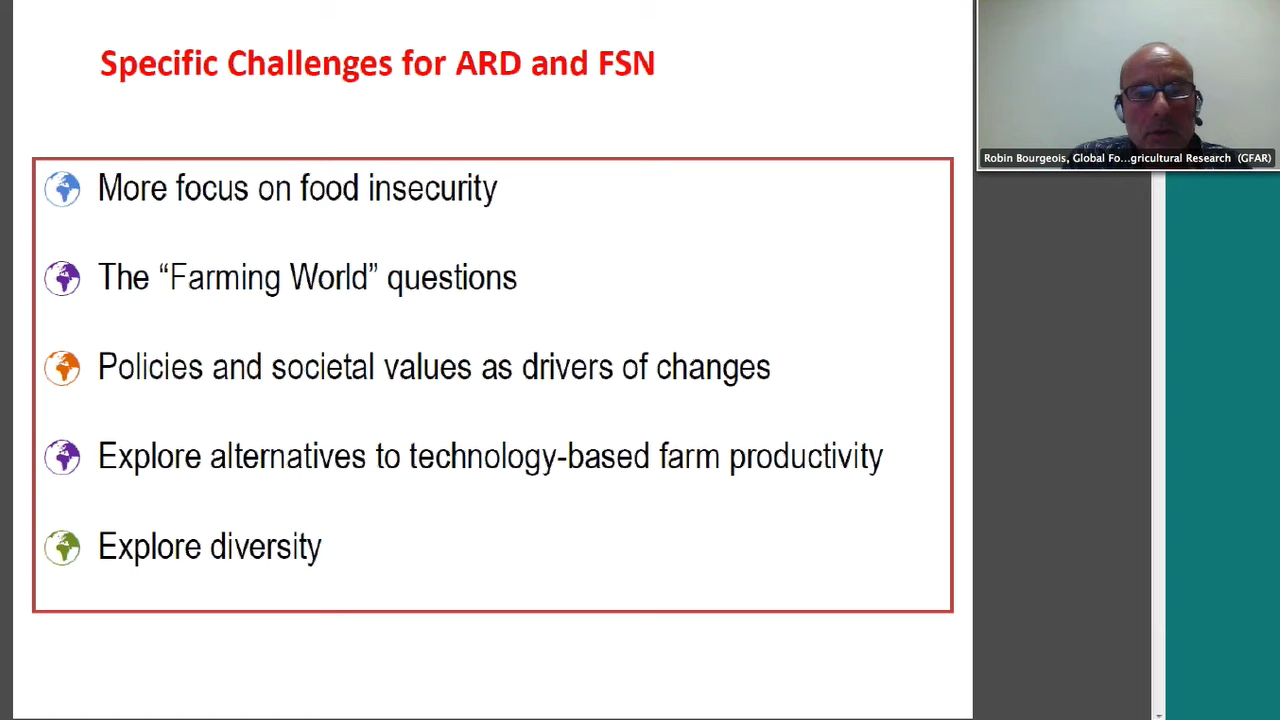 Specific Challenges for ARD and FSN
Robin Bourgeois, Global Fo...gricultural Research (GFAR)
More focus on food insecurity
The “Farming World” questions
Policies and societal values as drivers of changes
Explore alternatives to technology-based farm productivity
Explore diversity